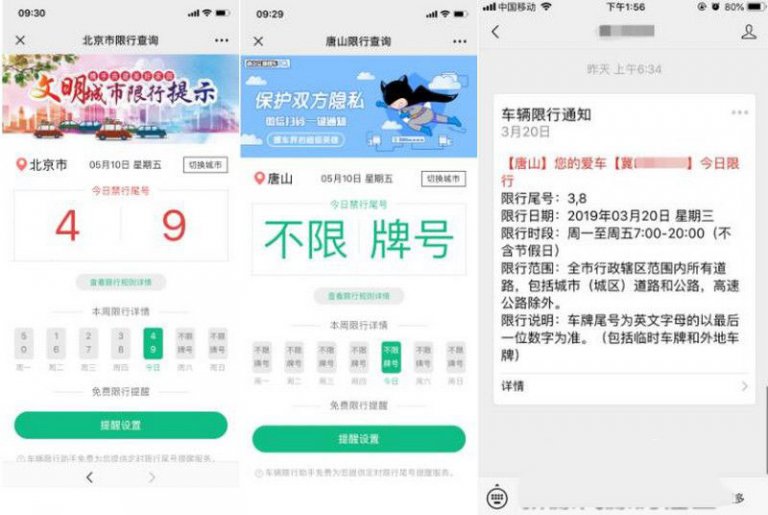 09:30
北京市限行查询
文明城市限行提示
北京市
05月10日 星期五
切换城市
今日禁行尾号
4 9
查看限行规则详情
本周限行详情
5 1 2 3 4 不限 不限
0 6 7 8 9 牌号 牌号
周一 周二 周三 周四 今日 周六 周日
免费限行提醒
提醒设置
车辆限行助手免费为您提供定时限行尾号提醒服务。
09:29
唐山限行查询
保护双方隐私
微信扫码一键通知
挪车界的超级英雄
唐山
05月10日 星期五
切换城市
今日禁行尾号
不限 牌号
查看限行规则详情
本周限行详情
不限 不限 不限 不限 不限 不限 不限
牌号 牌号 牌号 牌号 牌号 牌号 牌号
周一 周二 周三 周四 今日 周六 周日
免费限行提醒
提醒设置
车辆限行助手免费为您提供定时限行尾号提醒服务。
中国移动
下午1:56
80%
昨天 上午6:34
车辆限行通知
3月20日
【唐山】您的爱车【冀 】今日限
行
限行尾号：3,8
限行日期：2019年03月20日 星期三
限行时段：周一至周五7:00-20:00（不
含节假日）
限行范围：全市行政辖区范围内所有道
路，包括城市（城区）道路和公路，高速
公路除外。
限行说明：车牌尾号为英文字母的以最后
一位数字为准。（包括临时车牌和外地车
牌）
详情
多